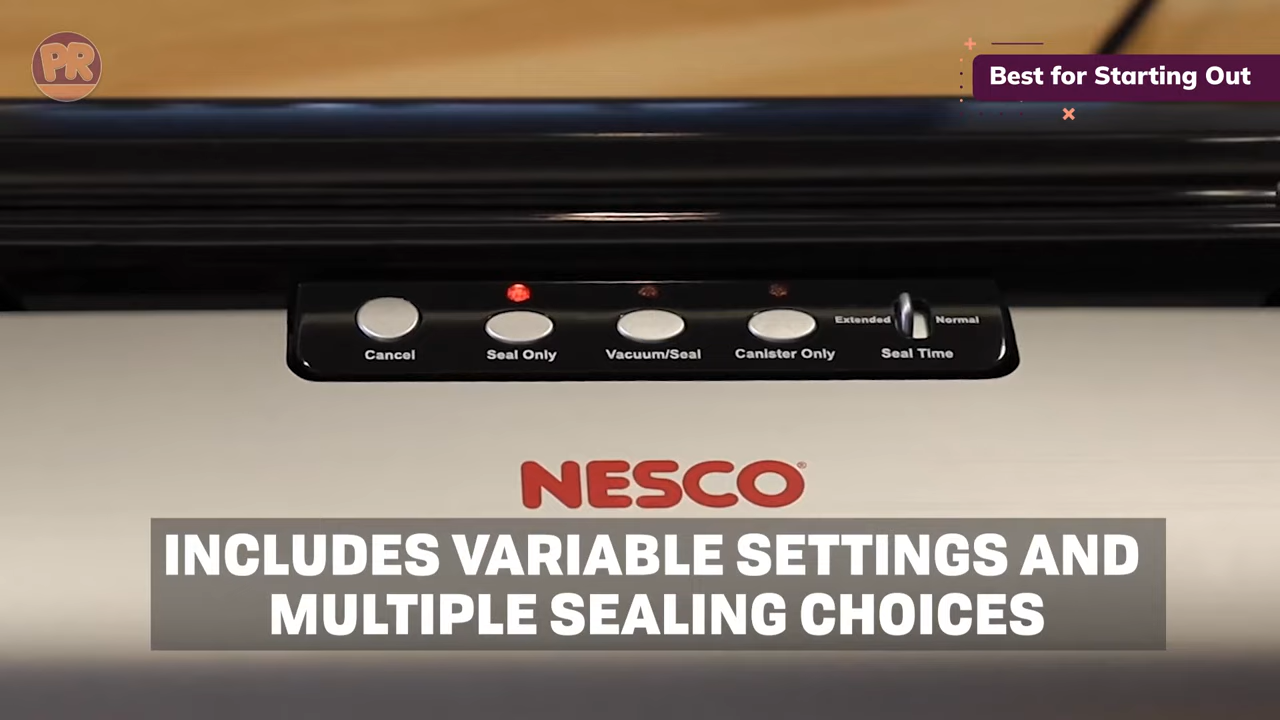 PR
Best for Starting Out
Extended Normal
Cancel Seal Only Vacuum/Seal Canister Only Seal Time
NESCO®
INCLUDES VARIABLE SETTINGS AND
MULTIPLE SEALING CHOICES